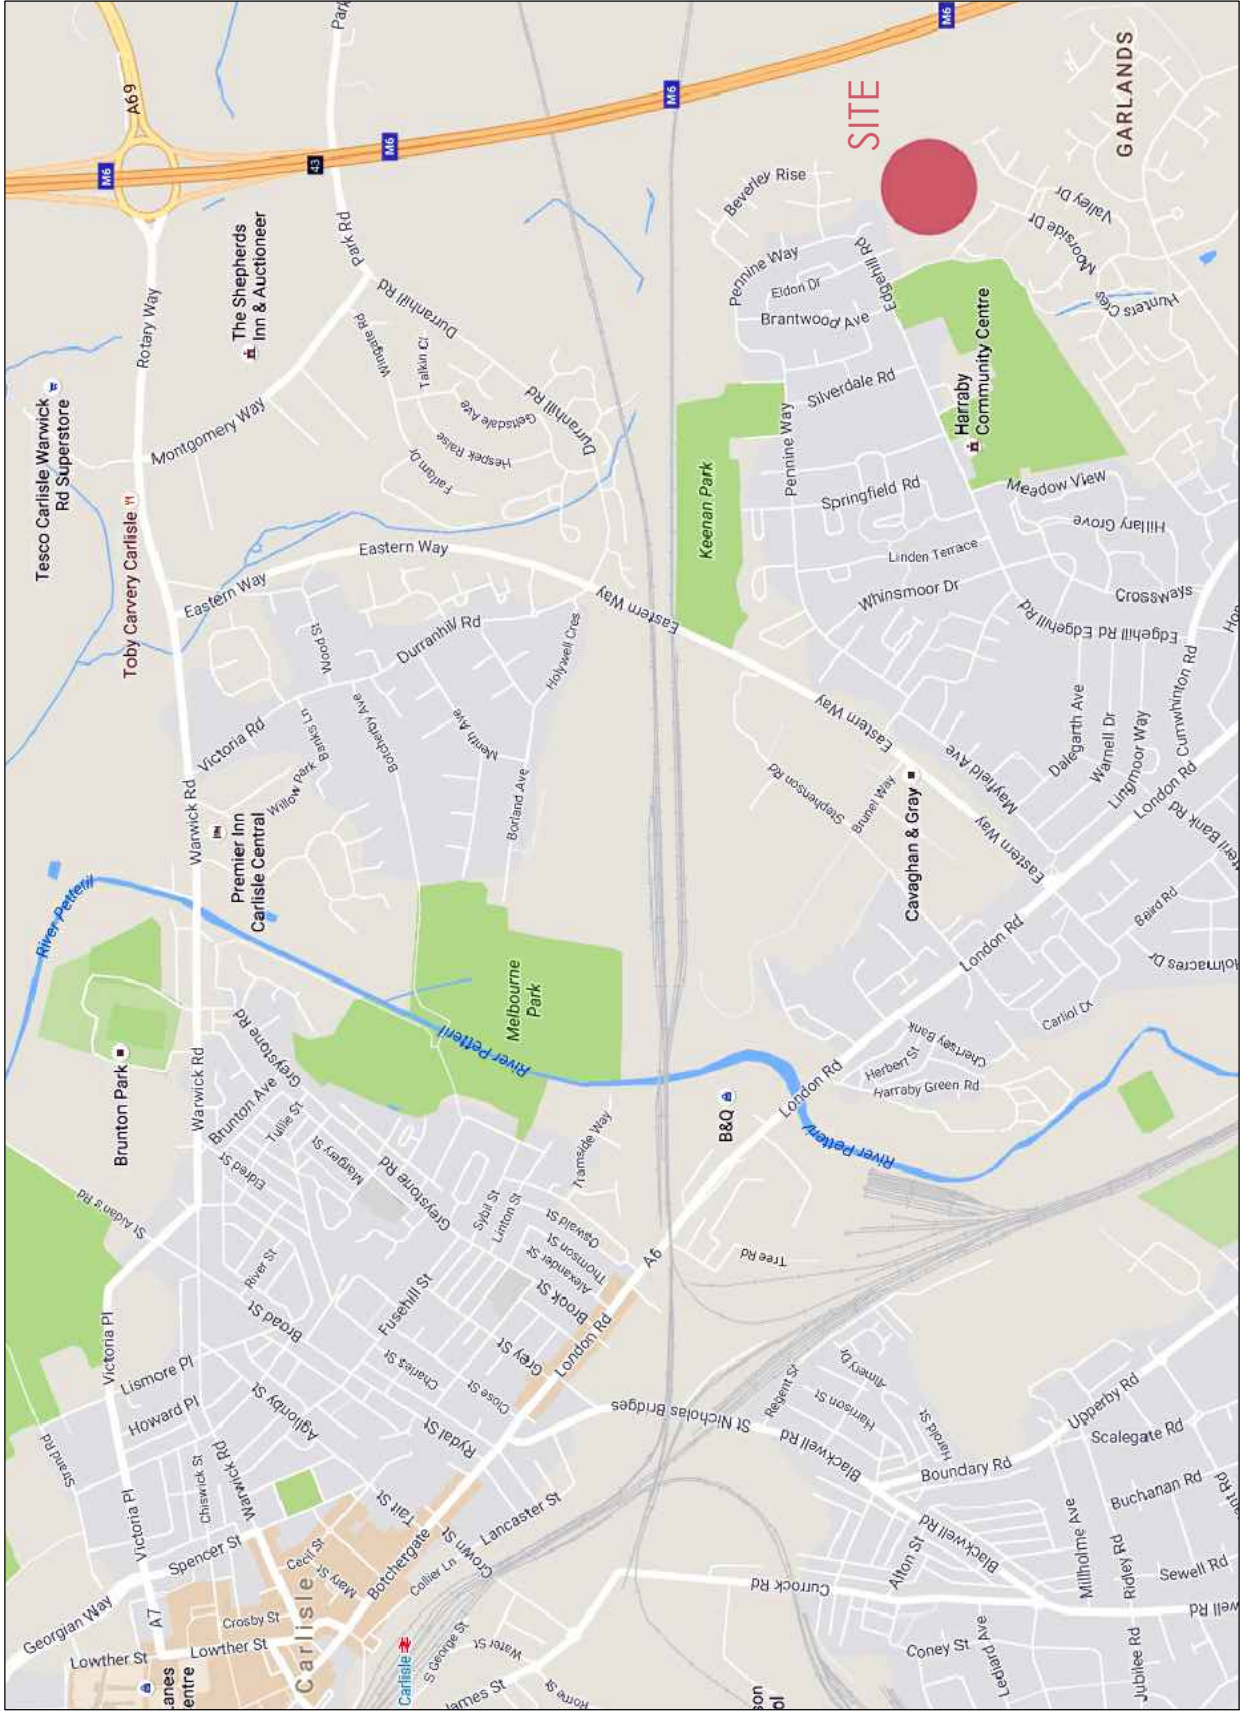 A69
M6
43
M6
M6
M6
Park Rd
SITE
GARLANDS
Beverley Rise
Valley Dr
Moorside Dr
Rotary Way
The Shepherds
Inn & Auctioneer
Durranhill Rd
Pennine Way
Eldon Dr
Edgehill Rd
Brantwood Ave
Hunters Cres
Wingate Rd
Talkin Cl
Tesco Carlisle Warwick
Rd Superstore
Montgomery Way
Geltsdale Ave
Durranhill Rd
Hespek Raise
Farlam Dr
Silverdale Rd
Harraby
Community Centre
Keenan Park
Pennine Way
Springfield Rd
Meadow View
Hillary Grove
Toby Carvery Carlisle
Eastern Way
Eastern Way
Eastern Way
Linden Terrace
Whinsmoor Dr
Crossways
Edgehill Rd
Edgehill Rd
Wood St
Durranhill Rd
Holywell Cres
Victoria Rd
Banks Ln
Botcherby Ave
Merith Ave
Borland Ave
Willow Park
Eastern Way
Mayfield Ave
Dalegarth Ave
Warnell Dr
Lingmoor Way
Cumwhinton Rd
London Rd
Stephenson Rd
Brunel Way
Cavaghan & Gray
Eastern Way
Warwick Rd
Premier Inn
Carlisle Central
River Petteril
London Rd
Baird Rd
Holmacres Dr
Carliol Dr
Melbourne
Park
River Petteril
Brunton Park
Warwick Rd
Greystone Rd
Brunton Ave
Tullie St
Margery St
Eldred St
Greystone Rd
Chertsey Bank
Herbert St
Harraby Green Rd
London Rd
B&Q
River Petteril
Tramside Way
Sybil St
Linton St
Oswald St
Thomson St
Alexander St
Brook St
A6
Tree Rd
St Aidan's Rd
River St
Broad St
Fusehill St
Grey St
London Rd
Charles St
Close St
Rydal St
Victoria Pl
Lismore Pl
Howard Pl
Aglionby St
Strand Rd
Chiswick St
Warwick Rd
Victoria Pl
St Nicholas Bridges
Regent St
Harrison St
Almery Dr
Harold St
Blackwell Rd
Boundary Rd
Upperby Rd
Scalegate Rd
Buchanan Rd
Spencer St
Tait St
Lancaster St
Crown St
Botchergate
Collier Ln
Cecil St
Mary St
Georgian Way
A7
Crosby St
Lowther St
Lowther St
Carlisle
Carlisle
S George St
Water St
Rome St
James St
Currock Rd
Alton St
Blackwell Rd
Millholme Ave
Ridley Rd
Sewell Rd
Coney St
Lediard Ave
Jubilee Rd
anes
entre